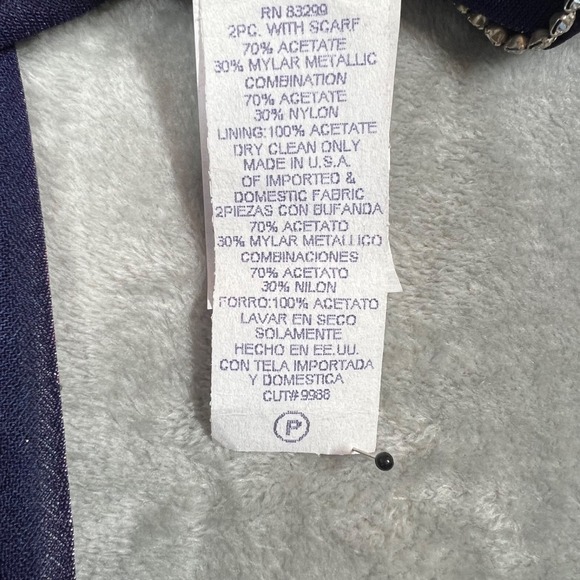 RN 83299
2PC. WITH SCARF
70% ACETATE
30% MYLAR METALLIC
COMBINATION
70% ACETATE
30% NYLON
LINING:100% ACETATE
DRY CLEAN ONLY
MADE IN U.S.A.
OF IMPORTED &
DOMESTIC FABRIC
2PIEZAS CON BUFANDA
70% ACETATO
30% MYLAR METALLICO
COMBINACIONES
70% ACETATO
30% NILON
FORRO:100% ACETATO
LAVAR EN SECO
SOLAMENTE
HECHO EN EE.UU.
CON TELA IMPORTADA
Y DOMESTICA
CUT#9988
P